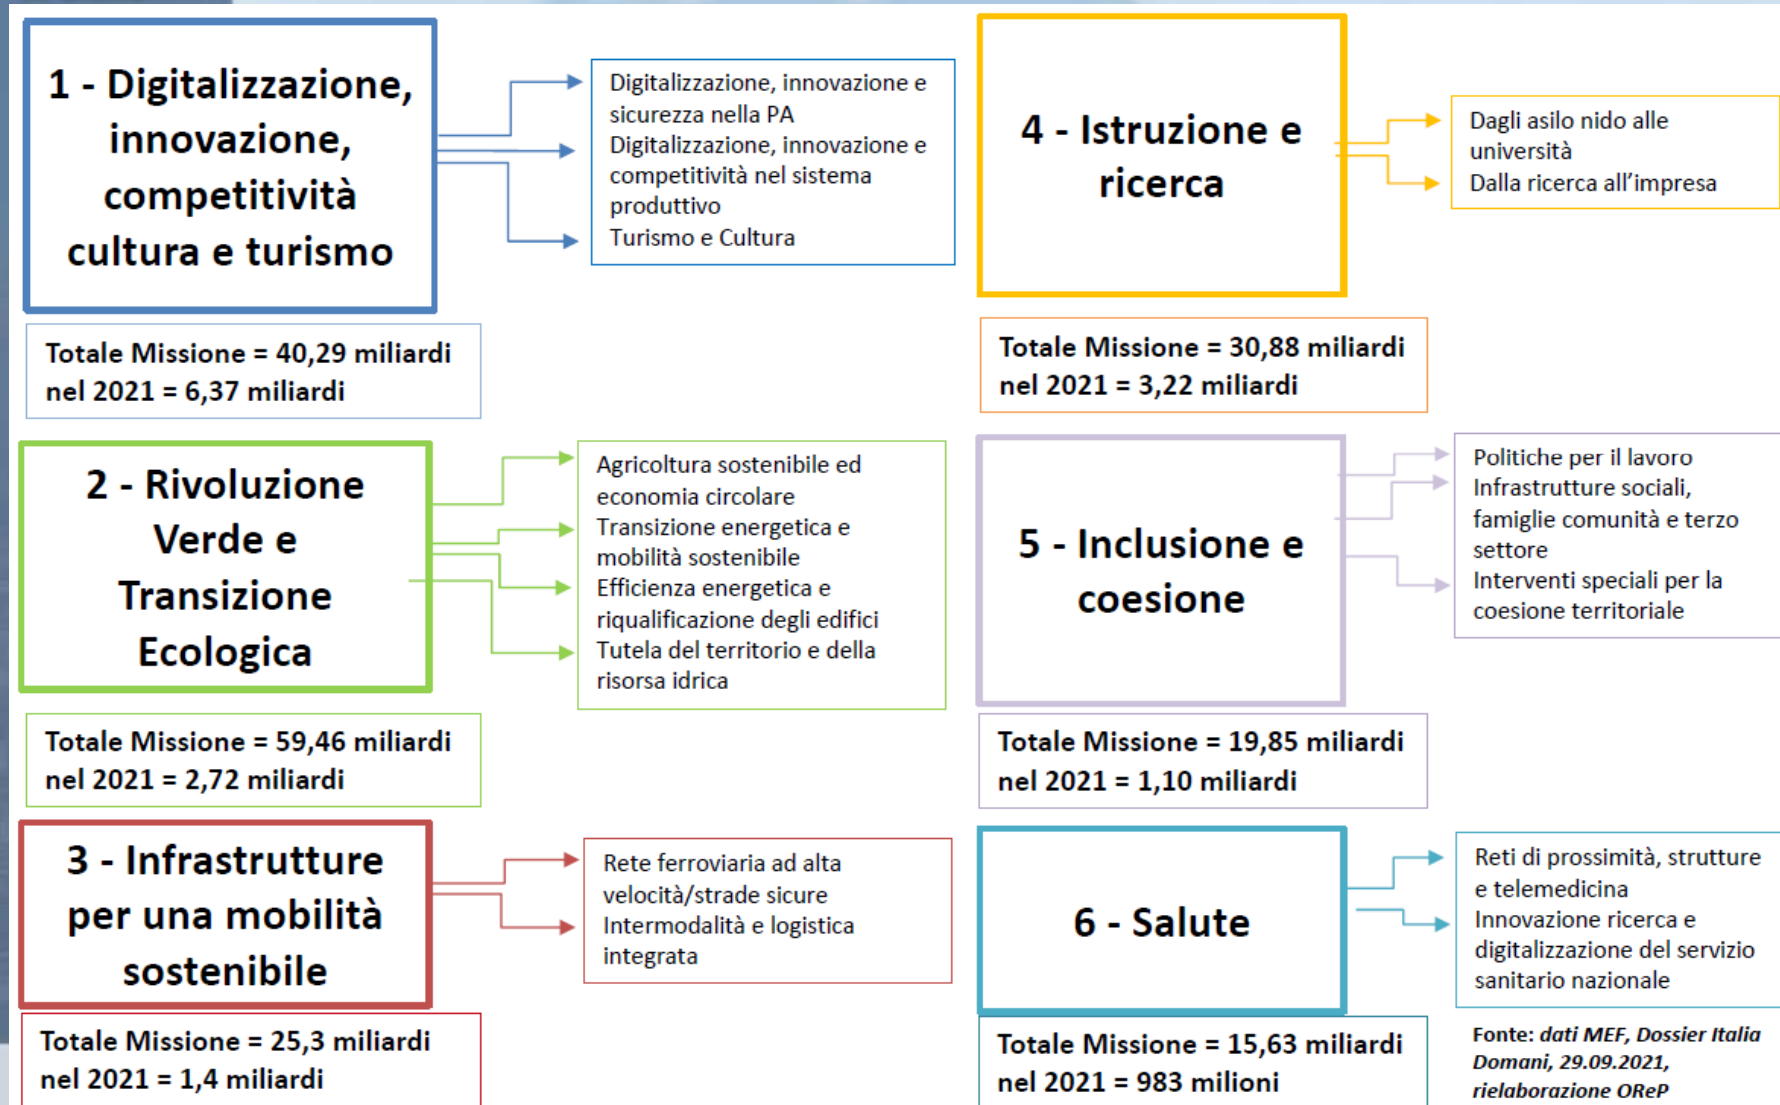 1 - Digitalizzazione,
innovazione,
competitività
cultura e turismo
Digitalizzazione, innovazione e
sicurezza nella PA
Digitalizzazione, innovazione e
competitività nel sistema
produttivo
Turismo e Cultura
Totale Missione = 40,29 miliardi
nel 2021 = 6,37 miliardi
2 - Rivoluzione
Verde e
Transizione
Ecologica
Agricoltura sostenibile ed
economia circolare
Transizione energetica e
mobilità sostenibile
Efficienza energetica e
riqualificazione degli edifici
Tutela del territorio e della
risorsa idrica
Totale Missione = 59,46 miliardi
nel 2021 = 2,72 miliardi
3 - Infrastrutture
per una mobilità
sostenibile
Rete ferroviaria ad alta
velocità/strade sicure
Intermodalità e logistica
integrata
Totale Missione = 25,3 miliardi
nel 2021 = 1,4 miliardi
4 - Istruzione e
ricerca
Dagli asilo nido alle
università
Dalla ricerca all’impresa
Totale Missione = 30,88 miliardi
nel 2021 = 3,22 miliardi
5 - Inclusione e
coesione
Politiche per il lavoro
Infrastrutture sociali,
famiglie comunità e terzo
settore
Interventi speciali per la
coesione territoriale
Totale Missione = 19,85 miliardi
nel 2021 = 1,10 miliardi
6 - Salute
Reti di prossimità, strutture
e telemedicina
Innovazione ricerca e
digitalizzazione del servizio
sanitario nazionale
Totale Missione = 15,63 miliardi
nel 2021 = 983 milioni
Fonte: dati MEF, Dossier Italia
Domani, 29.09.2021,
rielaborazione OReP